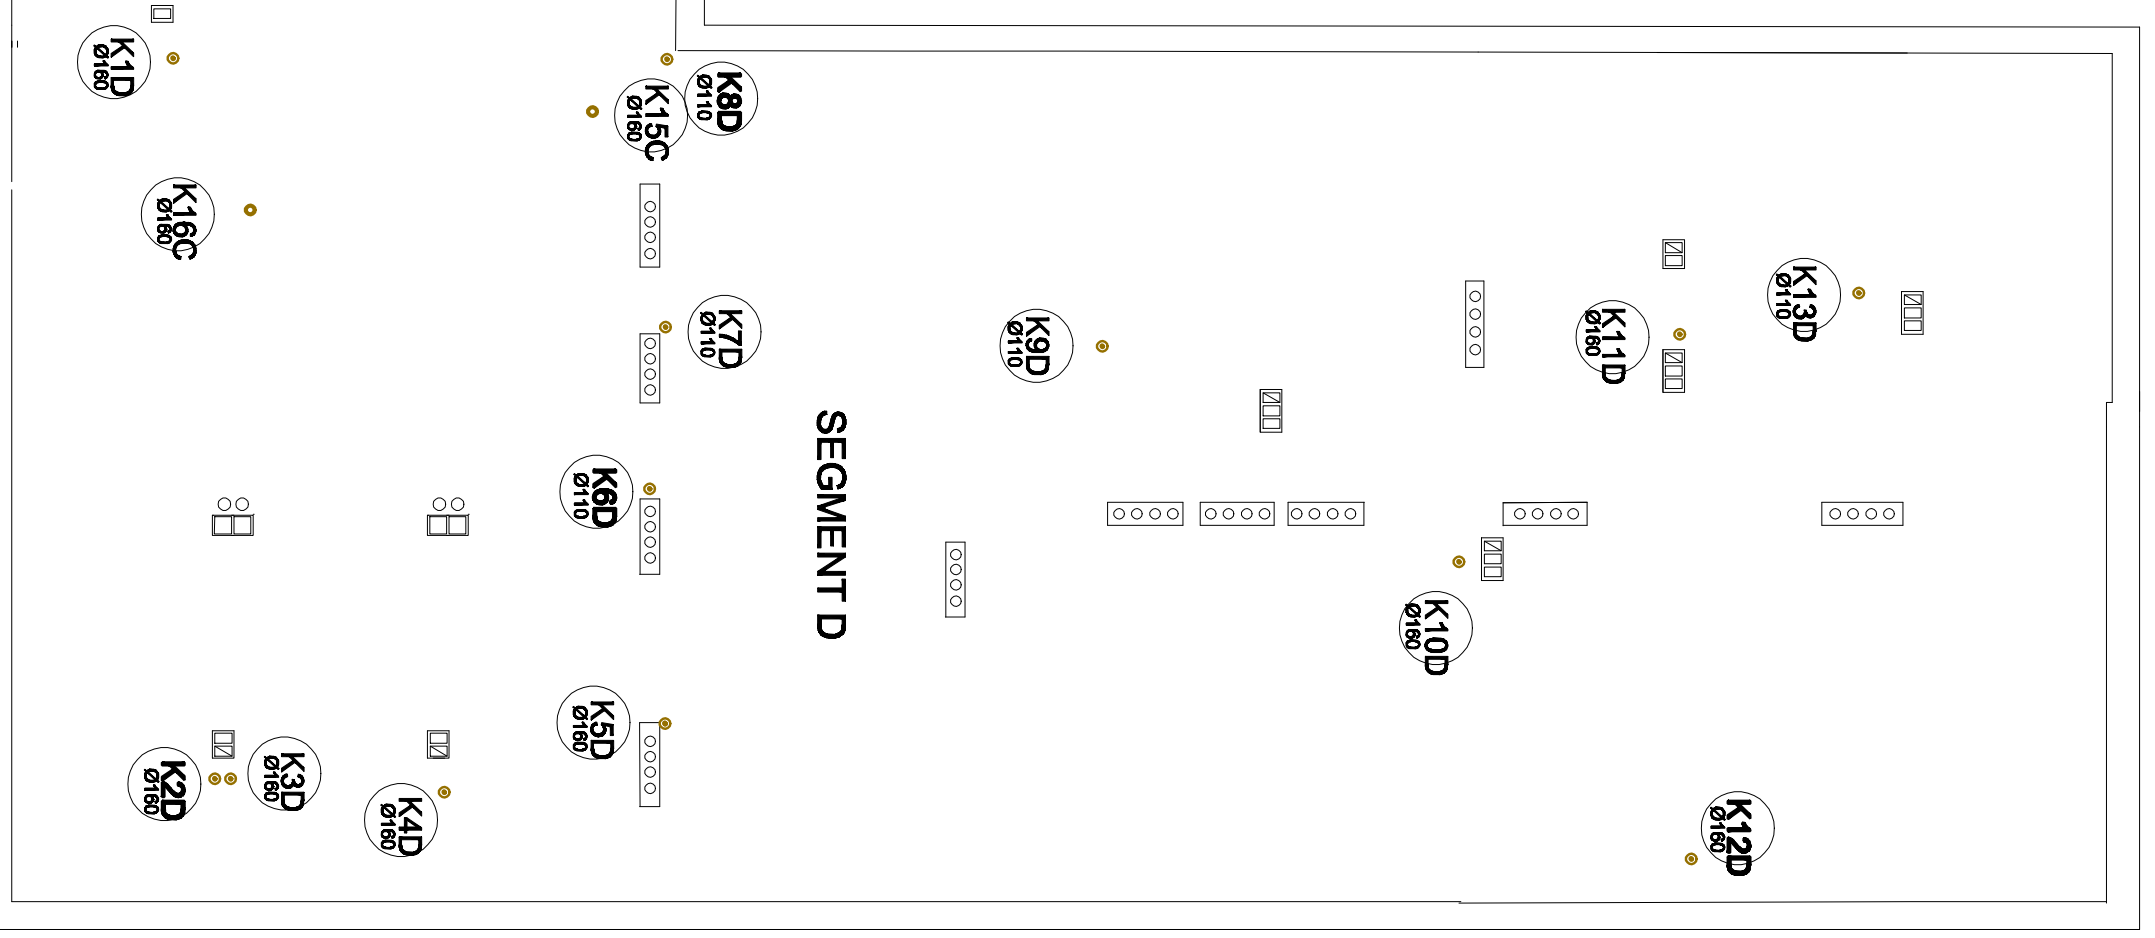 K1D
Ø160
K16C
Ø160
K15C
Ø160
K8D
Ø110
K7D
Ø110
K6D
Ø110
K5D
Ø160
K2D
Ø160
K3D
Ø160
K4D
Ø160
SEGMENT D
K9D
Ø110
K10D
Ø160
K11D
Ø160
K13D
Ø110
K12D
Ø160